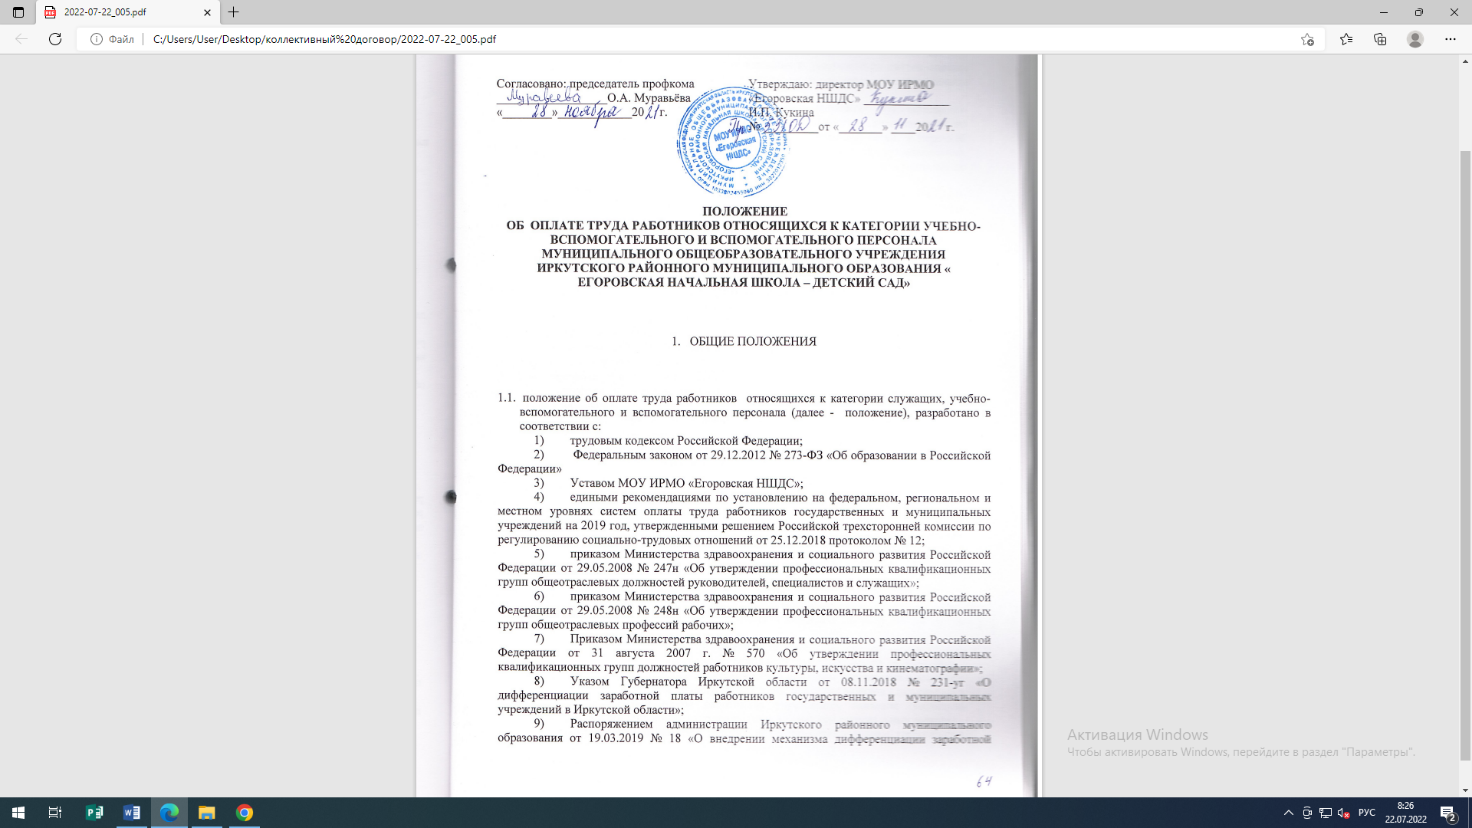 2022-07-22_005.pdf
Файл
C:/Users/User/Desktop/коллективный%20договор/2022-07-22_005.pdf
Согласовано: председатель профкома
Муравьева О.А. Муравьёва
«28» ноября 2021г.
Утверждаю: директор МОУ ИРМО
«Егоровская НШДС»
И.П. Кукина
№ от «28» 11 2021 г.
МОУ ИРМО
«Егоровская
НШДС»
ПОЛОЖЕНИЕ
ОБ ОПЛАТЕ ТРУДА РАБОТНИКОВ ОТНОСЯЩИХСЯ К КАТЕГОРИИ УЧЕБНО-
ВСПОМОГАТЕЛЬНОГО И ВСПОМОГАТЕЛЬНОГО ПЕРСОНАЛА
МУНИЦИПАЛЬНОГО ОБЩЕОБРАЗОВАТЕЛЬНОГО УЧРЕЖДЕНИЯ
ИРКУТСКОГО РАЙОННОГО МУНИЦИПАЛЬНОГО ОБРАЗОВАНИЯ «
ЕГОРОВСКАЯ НАЧАЛЬНАЯ ШКОЛА – ДЕТСКИЙ САД»
1. ОБЩИЕ ПОЛОЖЕНИЯ
1.1. положение об оплате труда работников относящихся к категории служащих, учебно-
вспомогательного и вспомогательного персонала (далее - положение), разработано в
соответствии с:
1) трудовым кодексом Российской Федерации;
2) Федеральным законом от 29.12.2012 № 273-ФЗ «Об образовании в Российской
Федерации»
3) Уставом МОУ ИРМО «Егоровская НШДС»;
4) едиными рекомендациями по установлению на федеральном, региональном и
местном уровнях систем оплаты труда работников государственных и муниципальных
учреждений на 2019 год, утвержденными решением Российской трехсторонней комиссии по
регулированию социально-трудовых отношений от 25.12.2018 протоколом № 12;
5) приказом Министерства здравоохранения и социального развития Российской
Федерации от 29.05.2008 № 247н «Об утверждении профессиональных квалификационных
групп общеотраслевых должностей руководителей, специалистов и служащих»;
6) приказом Министерства здравоохранения и социального развития Российской
Федерации от 29.05.2008 № 248н «Об утверждении профессиональных квалификационных
групп общеотраслевых профессий рабочих»;
7) Приказом Министерства здравоохранения и социального развития Российской
Федерации от 31 августа 2007 г. № 570 «Об утверждении профессиональных
квалификационных групп должностей работников культуры, искусства и кинематографии»;
8) Указом Губернатора Иркутской области от 08.11.2018 № 231-уг «О
дифференциации заработной платы работников государственных и муниципальных
учреждений в Иркутской области»;
9) Распоряжением администрации Иркутского районного муниципального
образования от 19.03.2019 № 18 «О внедрении механизма дифференциации заработной
64
Активация Windows
Чтобы активировать Windows, перейдите в раздел "Параметры".
РУС
8:26
22.07.2022
2